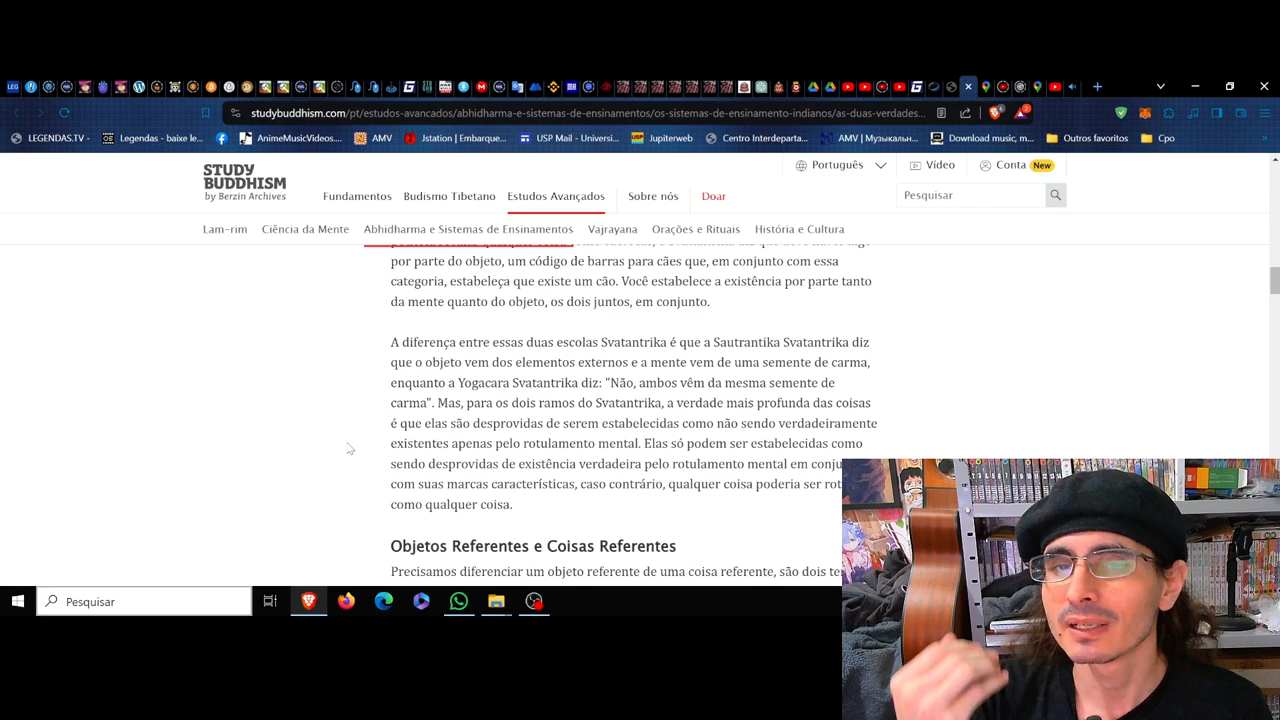 studybuddhism.com/pt/estudos-avancados/abhidharma-e-sistemas-de-ensinamentos/os-sistemas-de-ensinamento-indianos/as-duas-verdades...
LEGENDAS.TV - Legendas - baixe le... AnimeMusicVideos.... AMV Jstation | Embarque... USP Mail - Universi... Jupiterweb Centro Interdeparta... AMV | (Музыкальн... Download music, m... Outros favoritos Cpo
STUDY
BUDDHISM
by Berzin Archives
Português Vídeo Conta New
Fundamentos Budismo Tibetano Estudos Avançados Sobre nós Doar Pesquisar
Lam-rim Ciência da Mente Abhidharma e Sistemas de Ensinamentos Vajrayana Orações e Rituais História e Cultura
por parte do objeto, um código de barras para cães que, em conjunto com essa
categoria, estabeleça que existe um cão. Você estabelece a existência por parte tanto
da mente quanto do objeto, os dois juntos, em conjunto.
A diferença entre essas duas escolas Svatantrika é que a Sautrantika Svatantrika diz
que o objeto vem dos elementos externos e a mente vem de uma semente de carma,
enquanto a Yogacara Svatantrika diz: "Não, ambos vêm da mesma semente de
carma". Mas, para os dois ramos do Svatantrika, a verdade mais profunda das coisas
é que elas são desprovidas de serem estabelecidas como não sendo verdadeiramente
existentes apenas pelo rotulamento mental. Elas só podem ser estabelecidas como
sendo desprovidas de existência verdadeira pelo rotulamento mental em conju
com suas marcas características, caso contrário, qualquer coisa poderia ser rot
como qualquer coisa.
Objetos Referentes e Coisas Referentes
Precisamos diferenciar um objeto referente de uma coisa referente, são dois te
Pesquisar